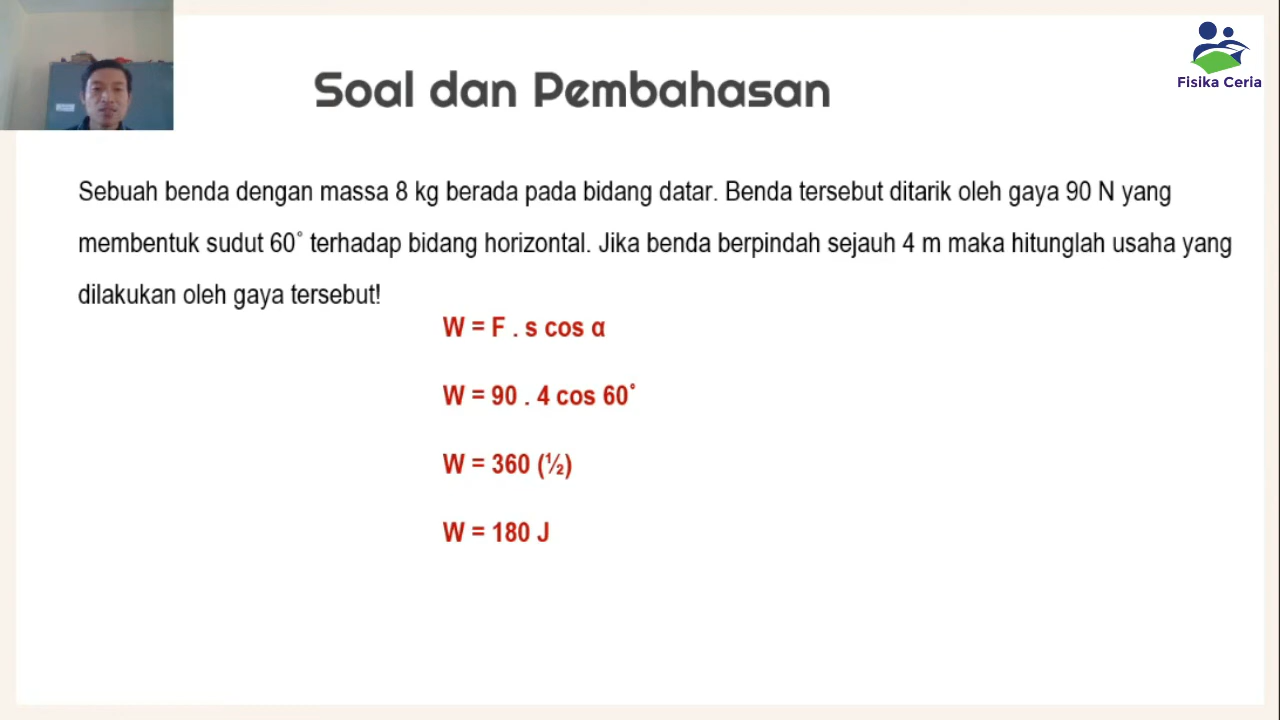 Soal dan Pembahasan
Fisika Ceria
Sebuah benda dengan massa 8 kg berada pada bidang datar. Benda tersebut ditarik oleh gaya 90 N yang
membentuk sudut 60˚ terhadap bidang horizontal. Jika benda berpindah sejauh 4 m maka hitunglah usaha yang
dilakukan oleh gaya tersebut!
W = F . s cos α
W = 90 . 4 cos 60˚
W = 360 (½)
W = 180 J